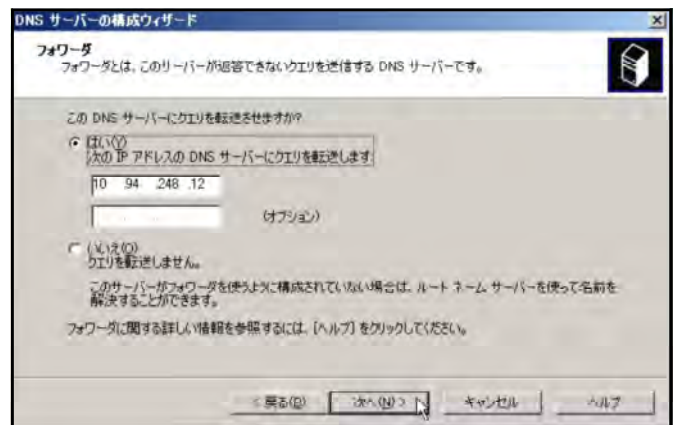 DNS サーバーの構成ウィザード
フォワーダ
フォワーダとは、このサーバーが返答できないクエリを送信する DNS サーバーです。
この DNS サーバーにクエリを転送させますか?
はい(Y)
次の IP アドレスの DNS サーバーにクエリを転送します:
10 .94 .248 .12
(オプション)
いいえ(O)
クエリを転送しません。
このサーバーがフォワーダを使うように構成されていない場合は、ルート ネーム サーバーを使って名前を
解決することができます。
フォワーダに関する詳しい情報を参照するには、[ヘルプ] をクリックしてください。
< 戻る(B) 次へ(N) > キャンセル ヘルプ